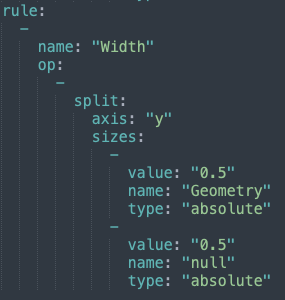 rule:
-
name: "Width"
op:
-
split:
axis: "y"
sizes:
-
value: "0.5"
name: "Geometry"
type: "absolute"
-
value: "0.5"
name: "null"
type: "absolute"